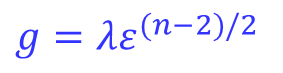 g = λε^{(n−2)/2}